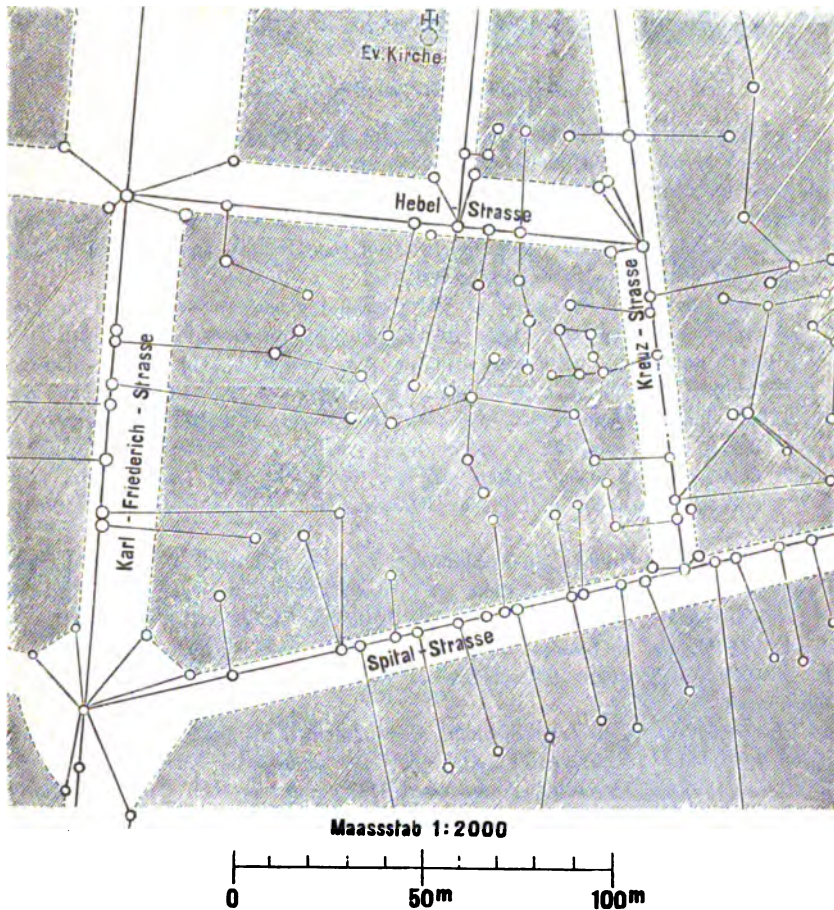 Ev. Kirche
Hebel - Strasse
Kreuz - Strasse
Karl - Friederich - Strasse
Spital - Strasse
Maassstab 1:2000
0 50m 100m